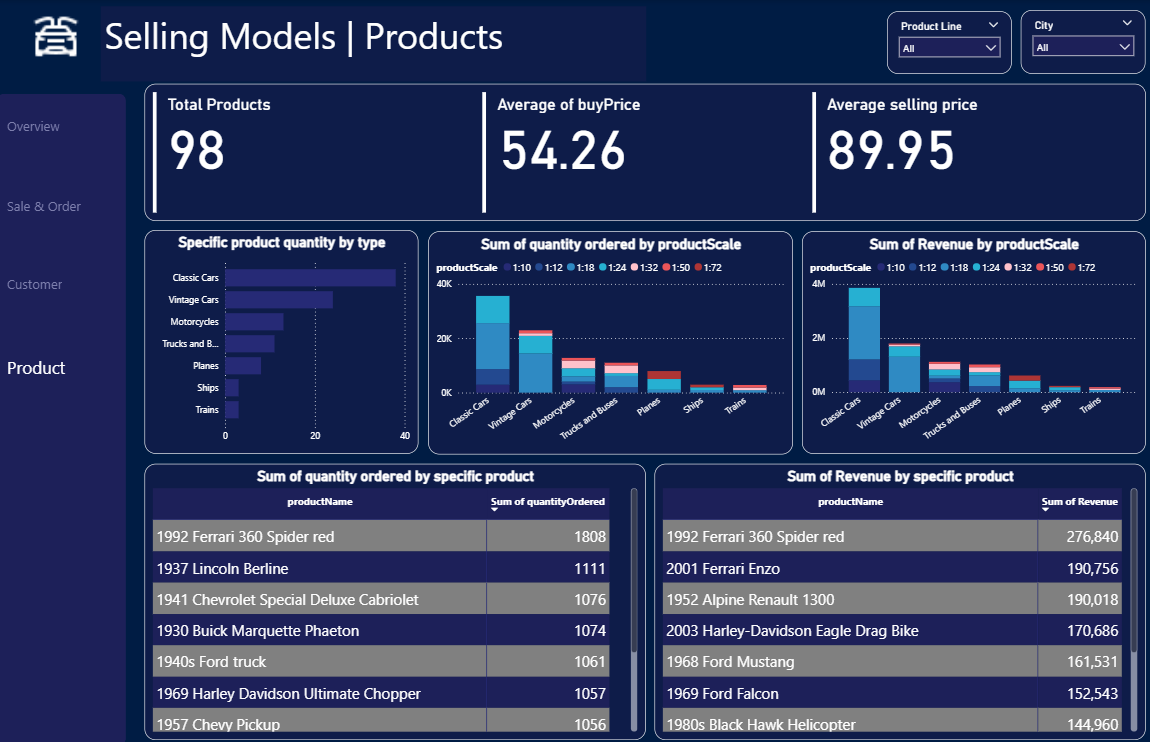 Selling Models | Products
Product Line
All
City
All
Overview
Sale & Order
Customer
Product
Total Products
98
Average of buyPrice
54.26
Average selling price
89.95
Specific product quantity by type
Classic Cars
Vintage Cars
Motorcycles
Trucks and B...
Planes
Ships
Trains
0 20 40
Sum of quantity ordered by productScale
productScale 1:10 1:12 1:18 1:24 1:32 1:50 1:72
40K
20K
0K
Classic Cars
Vintage Cars
Motorcycles
Trucks and Buses
Planes
Ships
Trains
Sum of Revenue by productScale
productScale 1:10 1:12 1:18 1:24 1:32 1:50 1:72
4M
2M
0M
Classic Cars
Vintage Cars
Motorcycles
Trucks and Buses
Planes
Ships
Trains
Sum of quantity ordered by specific product
productName Sum of quantityOrdered
1992 Ferrari 360 Spider red 1808
1937 Lincoln Berline 1111
1941 Chevrolet Special Deluxe Cabriolet 1076
1930 Buick Marquette Phaeton 1074
1940s Ford truck 1061
1969 Harley Davidson Ultimate Chopper 1057
1957 Chevy Pickup 1056
Sum of Revenue by specific product
productName Sum of Revenue
1992 Ferrari 360 Spider red 276,840
2001 Ferrari Enzo 190,756
1952 Alpine Renault 1300 190,018
2003 Harley-Davidson Eagle Drag Bike 170,686
1968 Ford Mustang 161,531
1969 Ford Falcon 152,543
1980s Black Hawk Helicopter 144,960